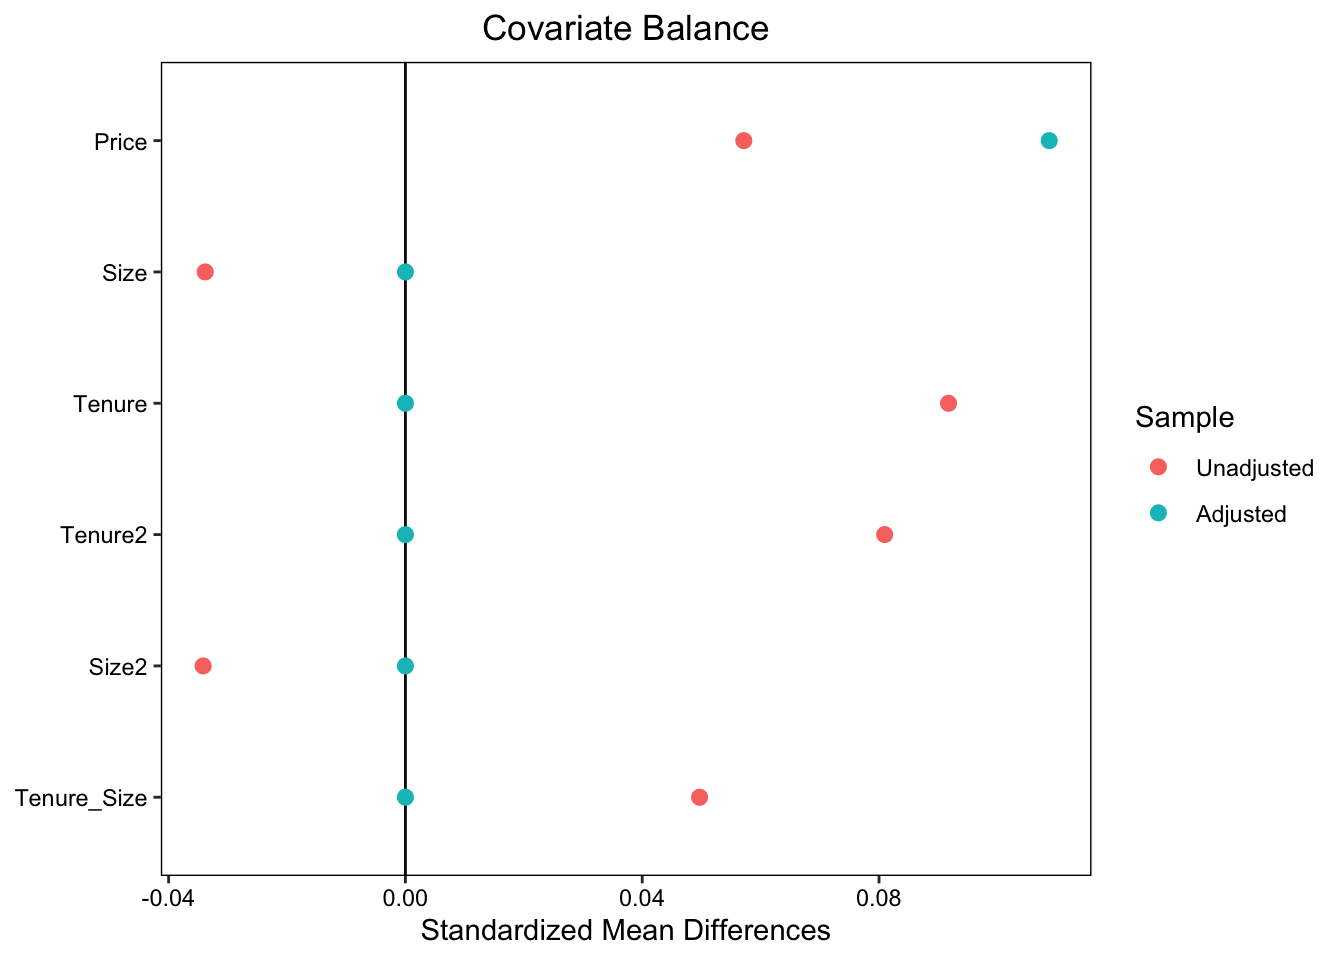 Covariate Balance
Price
Size
Tenure
Tenure2
Size2
Tenure_Size
-0.04
0.00
0.04
0.08
Standardized Mean Differences
Sample
Unadjusted
Adjusted